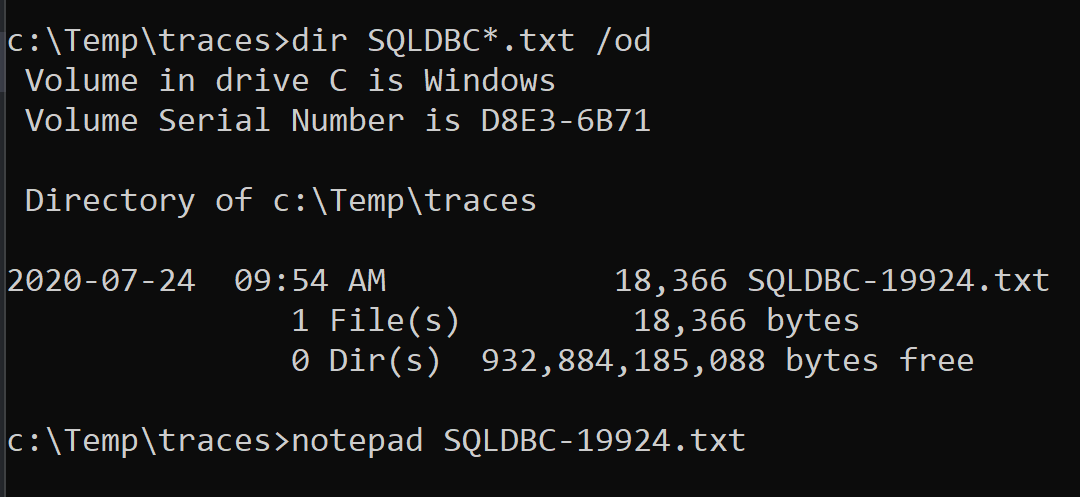 c:\Temp\traces>dir SQLDBC*.txt /od
 Volume in drive C is Windows
 Volume Serial Number is D8E3-6B71

 Directory of c:\Temp\traces

2020-07-24  09:54 AM            18,366 SQLDBC-19924.txt
               1 File(s)         18,366 bytes
               0 Dir(s)  932,884,185,088 bytes free

c:\Temp\traces>notepad SQLDBC-19924.txt